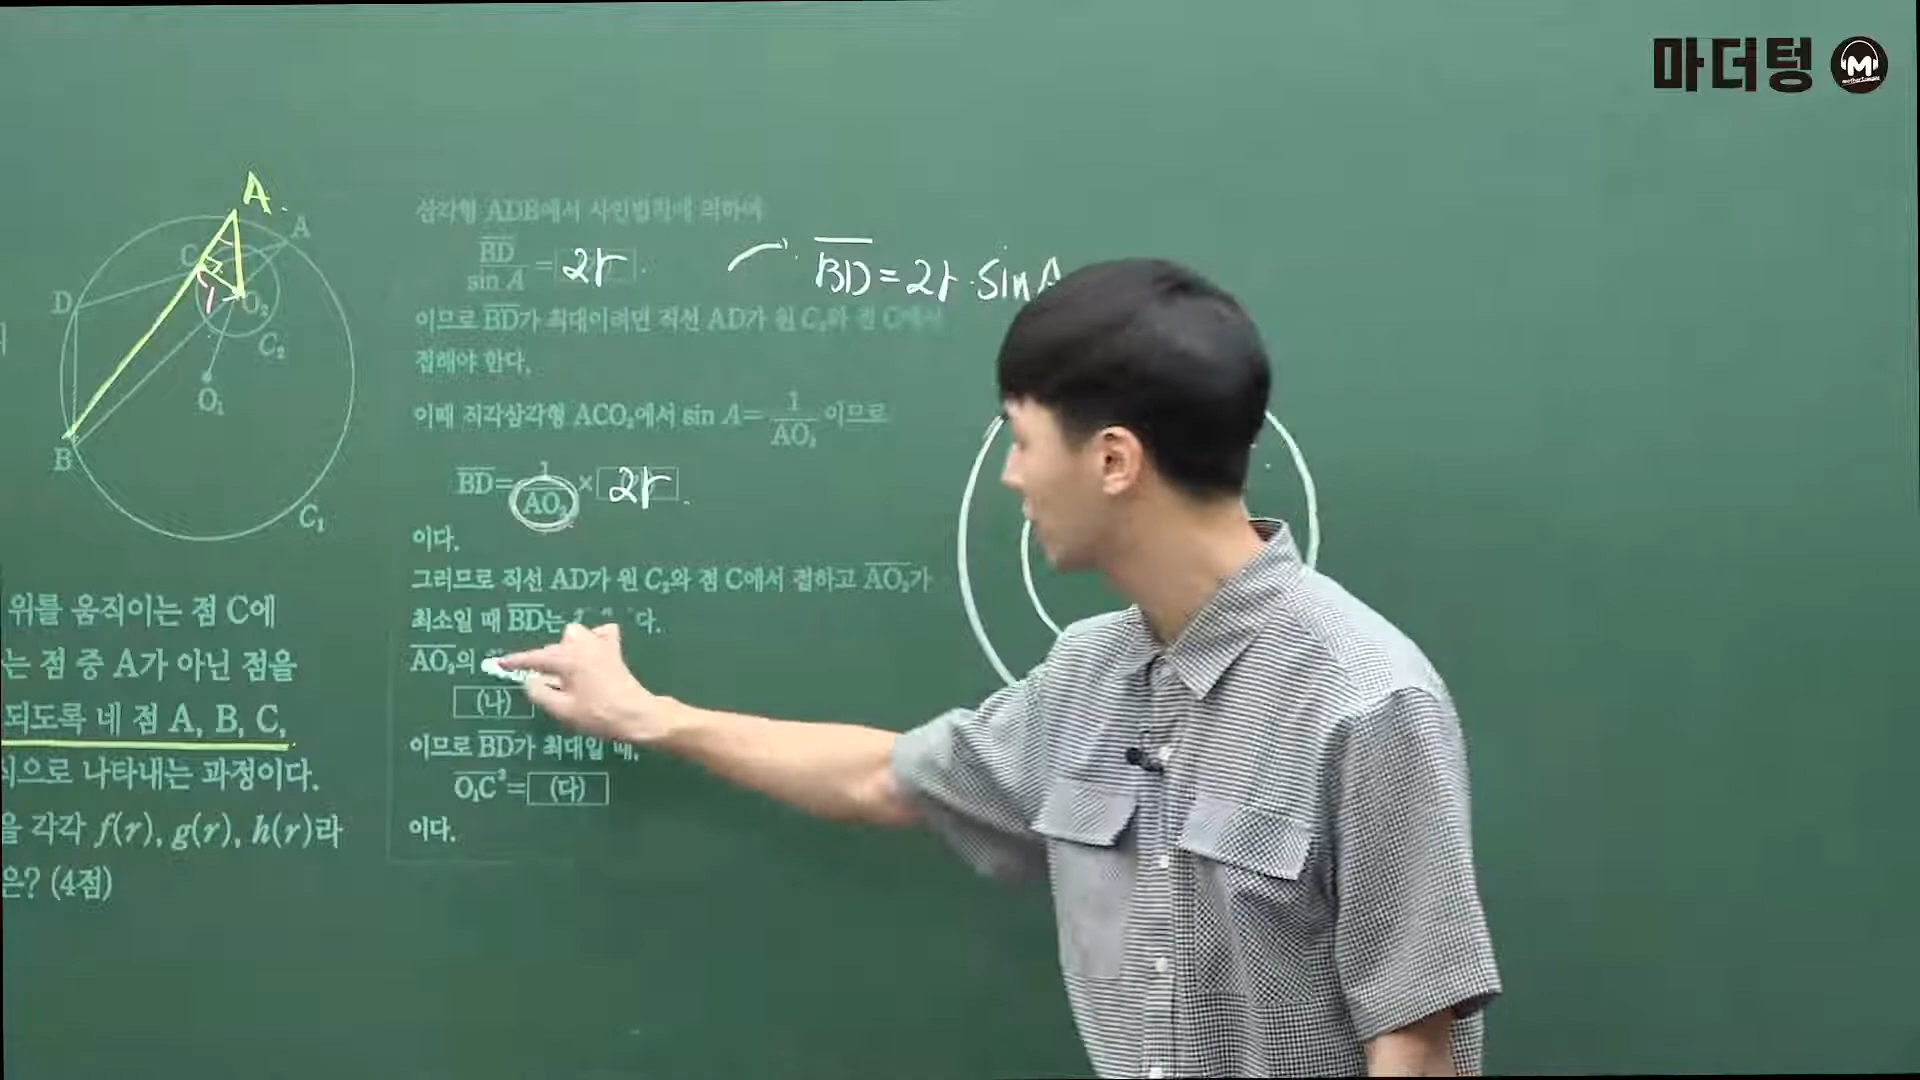 마더텅 M
A
A
C
D
O₂
C₂
O₁
B
C₁
삼각형 ADB에서 사인법칙에 의하여
BD/sin A = 2r
BD = 2r · sin A
이므로 BD가 최대이려면 직선 AD가 원 C₂와 점 C에서
접해야 한다.
이때 직각삼각형 ACO₂에서 sin A = 1/AO₂ 이므로
BD = 1/AO₂ × 2r
이다.
그러므로 직선 AD가 원 C₂와 점 C에서 접하고 AO₂가
최소일 때 BD는
다.
AO₂의
(나)
이므로 BD가 최대일 때,
O₁C² = (다)
이다.
위를 움직이는 점 C에
는 점 중 A가 아닌 점을
되도록 네 점 A, B, C,
식으로 나타내는 과정이다.
을 각각 f(r), g(r), h(r)라
은? (4점)